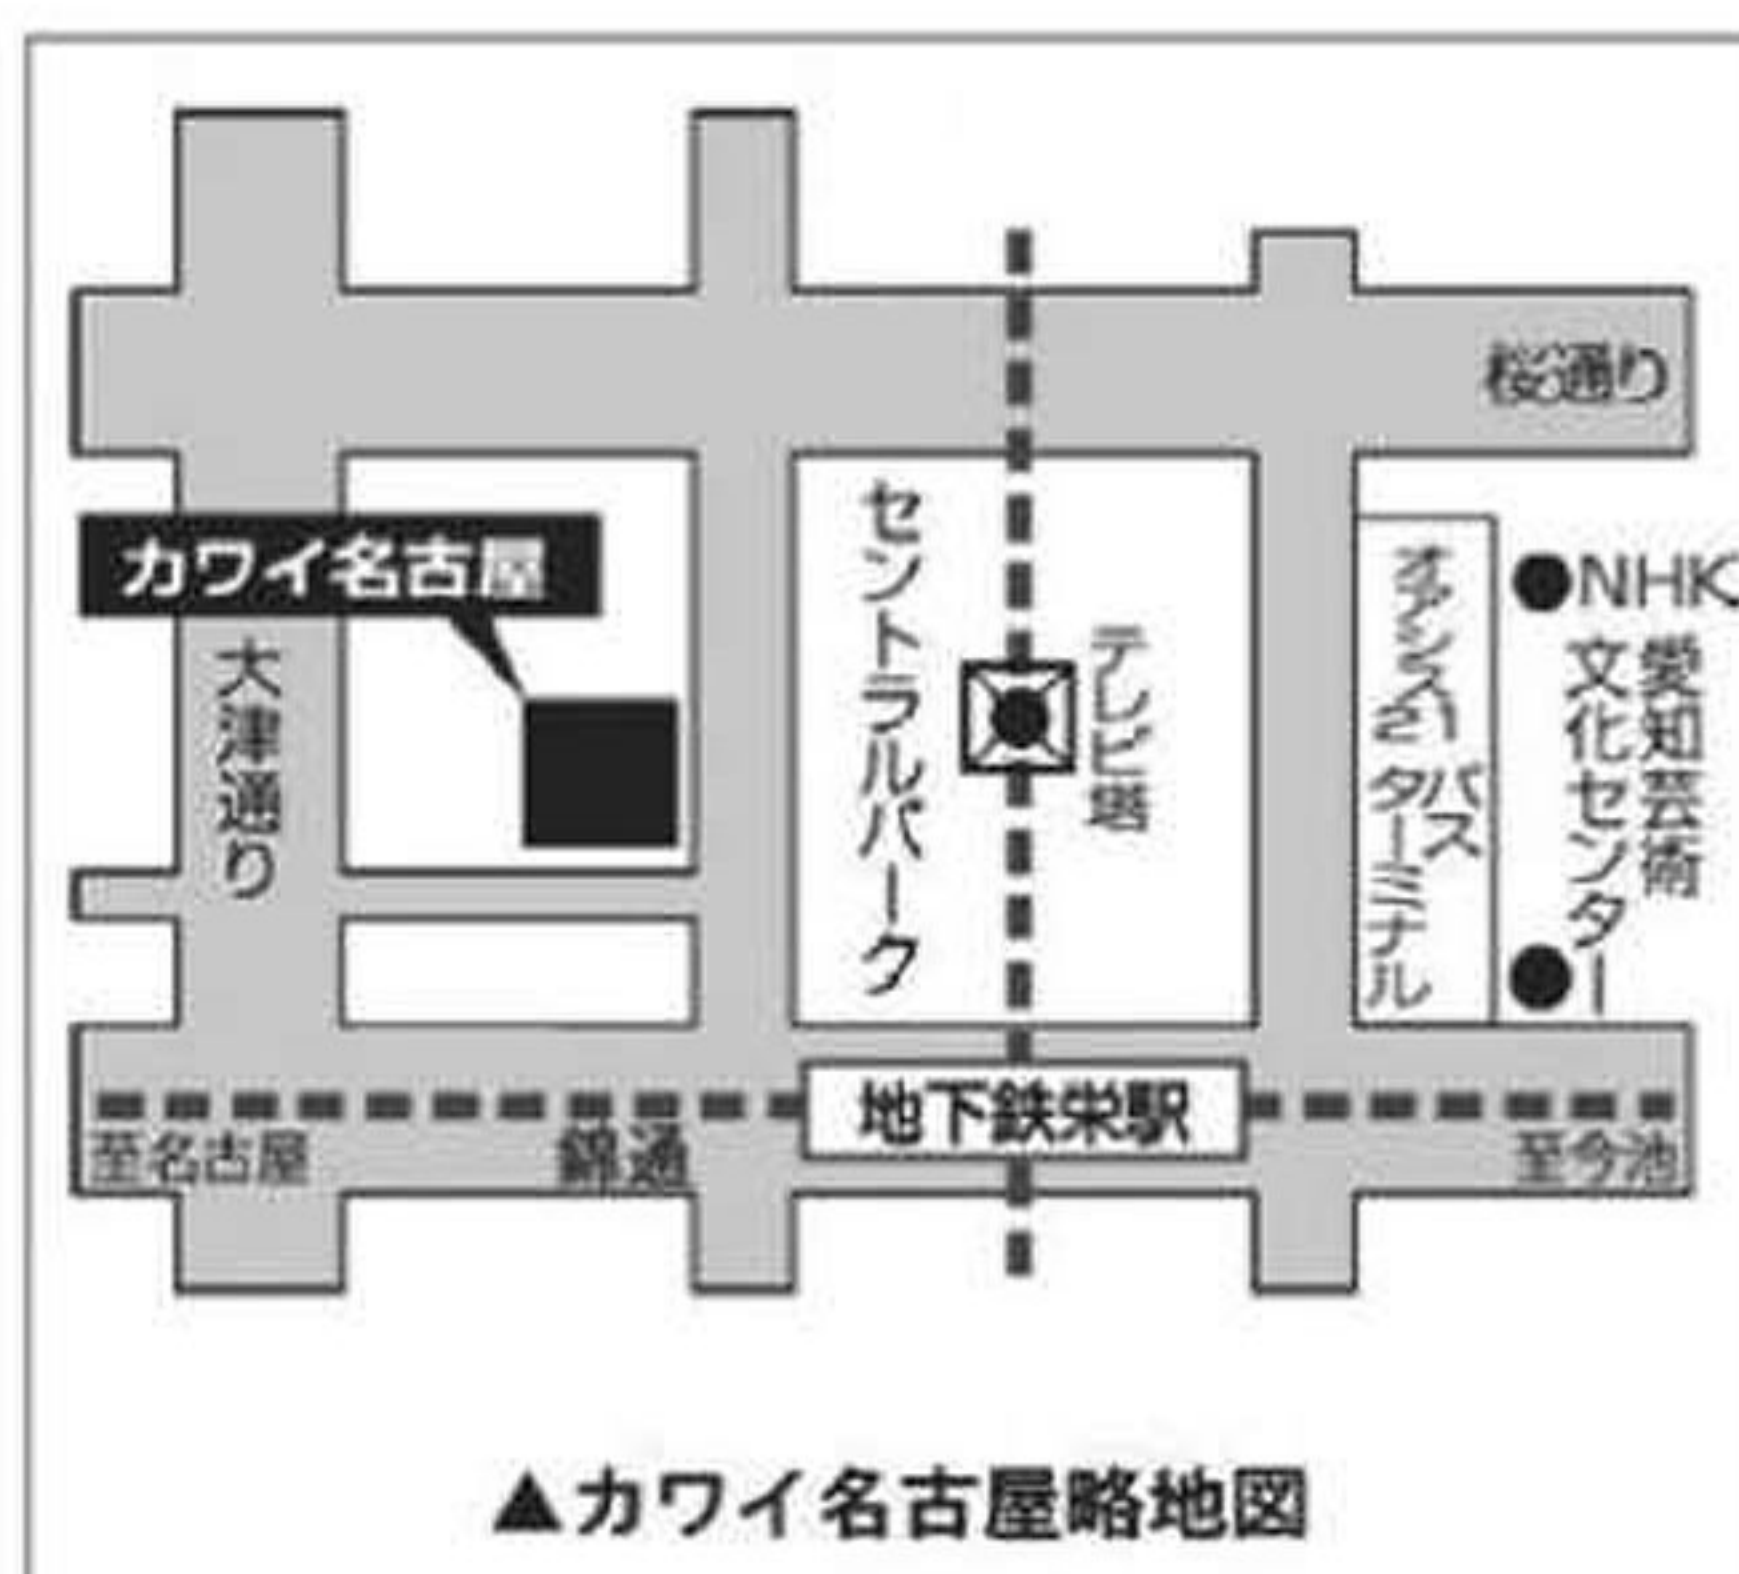 桜通り
カワイ名古屋
大津通り
セントラルパーク
テレビ塔
オアシス21
バス
ターミナル
NHK
愛知芸術
文化センター
地下鉄栄駅
至名古屋
錦通
至今池
▲カワイ名古屋略地図